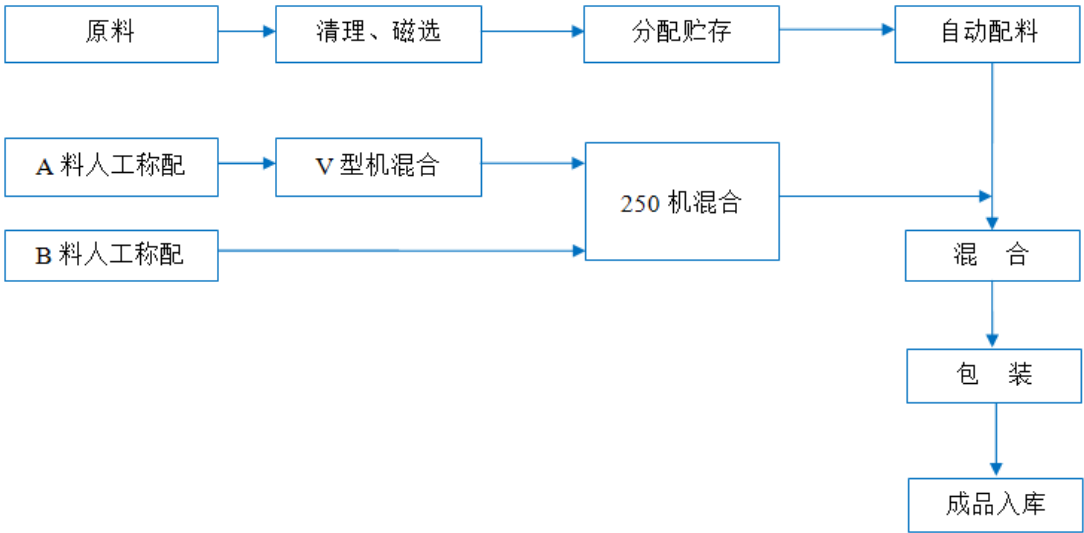 原料
清理、磁选
分配贮存
自动配料
A 料人工称配
V 型机混合
250 机混合
B 料人工称配
混 合
包 装
成品入库